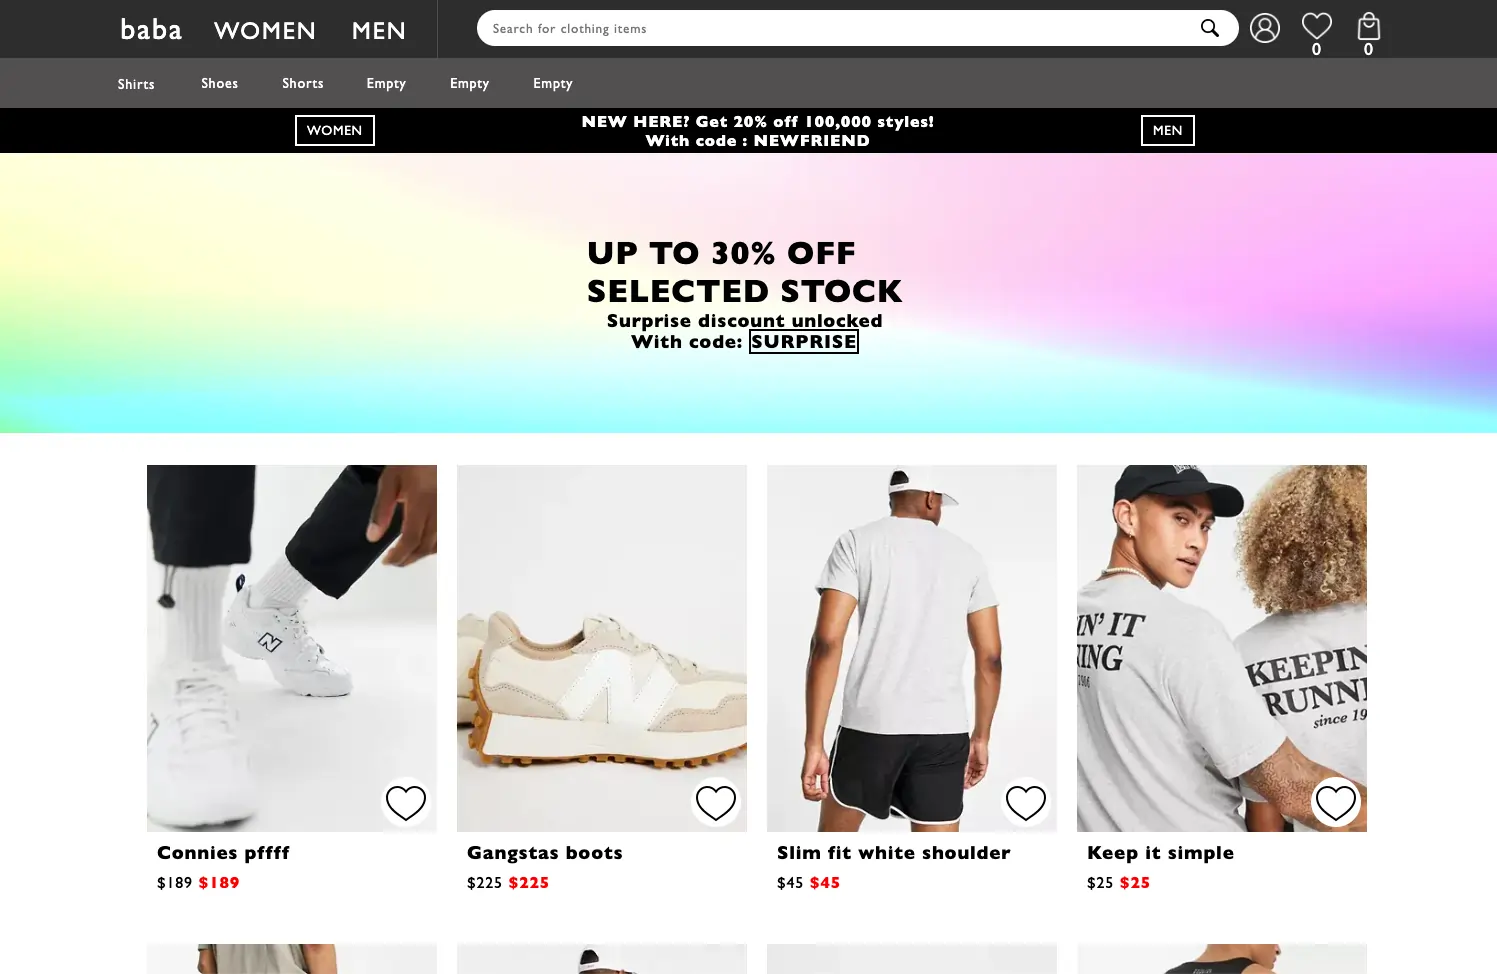 baba
WOMEN
MEN
Search for clothing items
0
0
Shirts
Shoes
Shorts
Empty
Empty
Empty
WOMEN
NEW HERE? Get 20% off 100,000 styles!
With code : NEWFRIEND
MEN
UP TO 30% OFF
SELECTED STOCK
Surprise discount unlocked
With code: SURPRISE
N
N
IN' IT
KEEPIN
RUNNI
since 19
Connies pffff
$189 $189
Gangstas boots
$225 $225
Slim fit white shoulder
$45 $45
Keep it simple
$25 $25